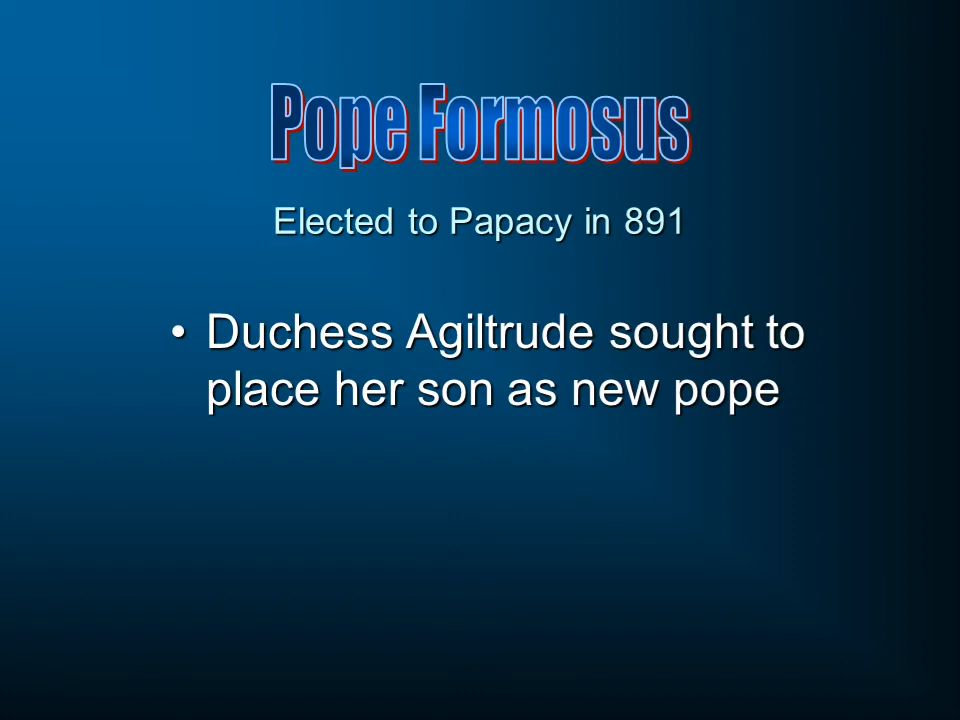 Pope Formosus
Elected to Papacy in 891
• Duchess Agiltrude sought to
place her son as new pope